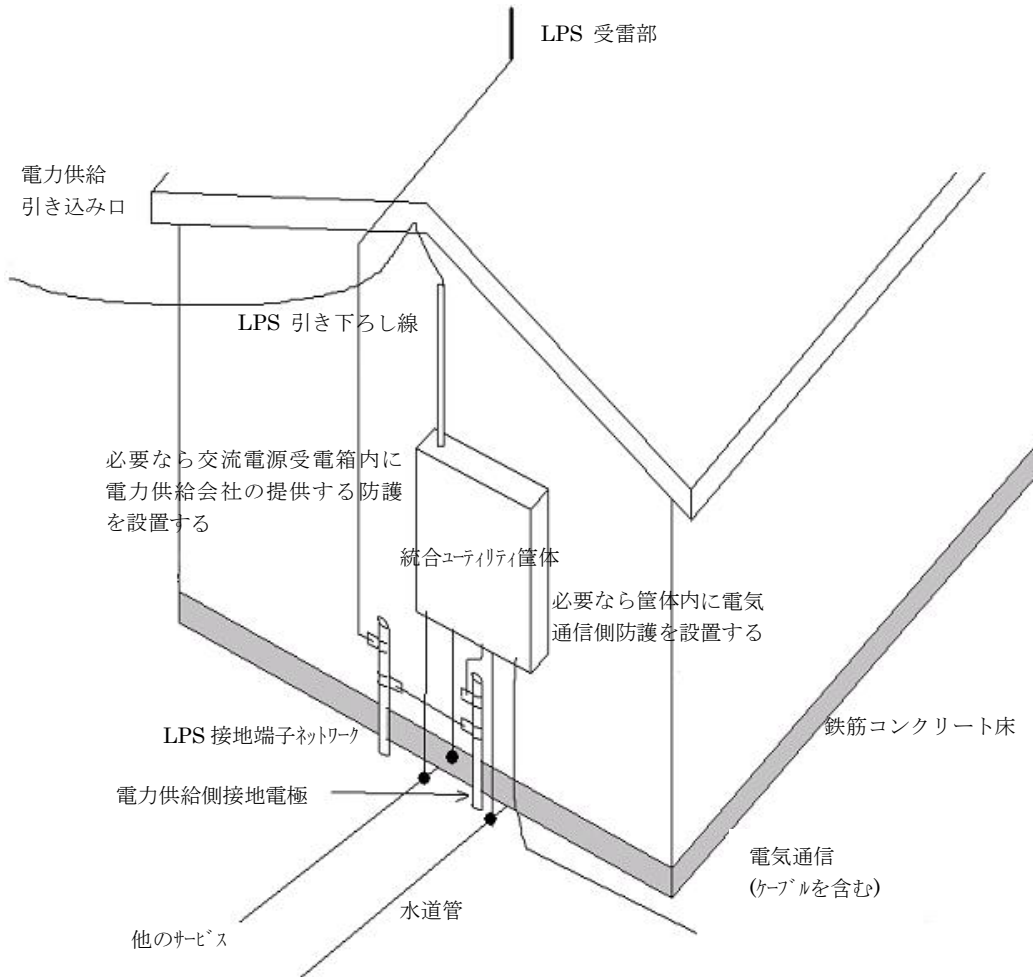 LPS 受雷部
電力供給
引き込み口
LPS 引き下ろし線
必要なら交流電源受電箱内に
電力供給会社の提供する防護
を設置する
統合ﾕｰﾃｨﾘﾃｨ筐体
必要なら筐体内に電気
通信側防護を設置する
LPS 接地端子ﾈｯﾄﾜｰｸ
鉄筋コンクリート床
電力供給側接地電極
電気通信
(ｹｰﾌﾞﾙを含む)
水道管
他のｻｰﾋﾞｽ